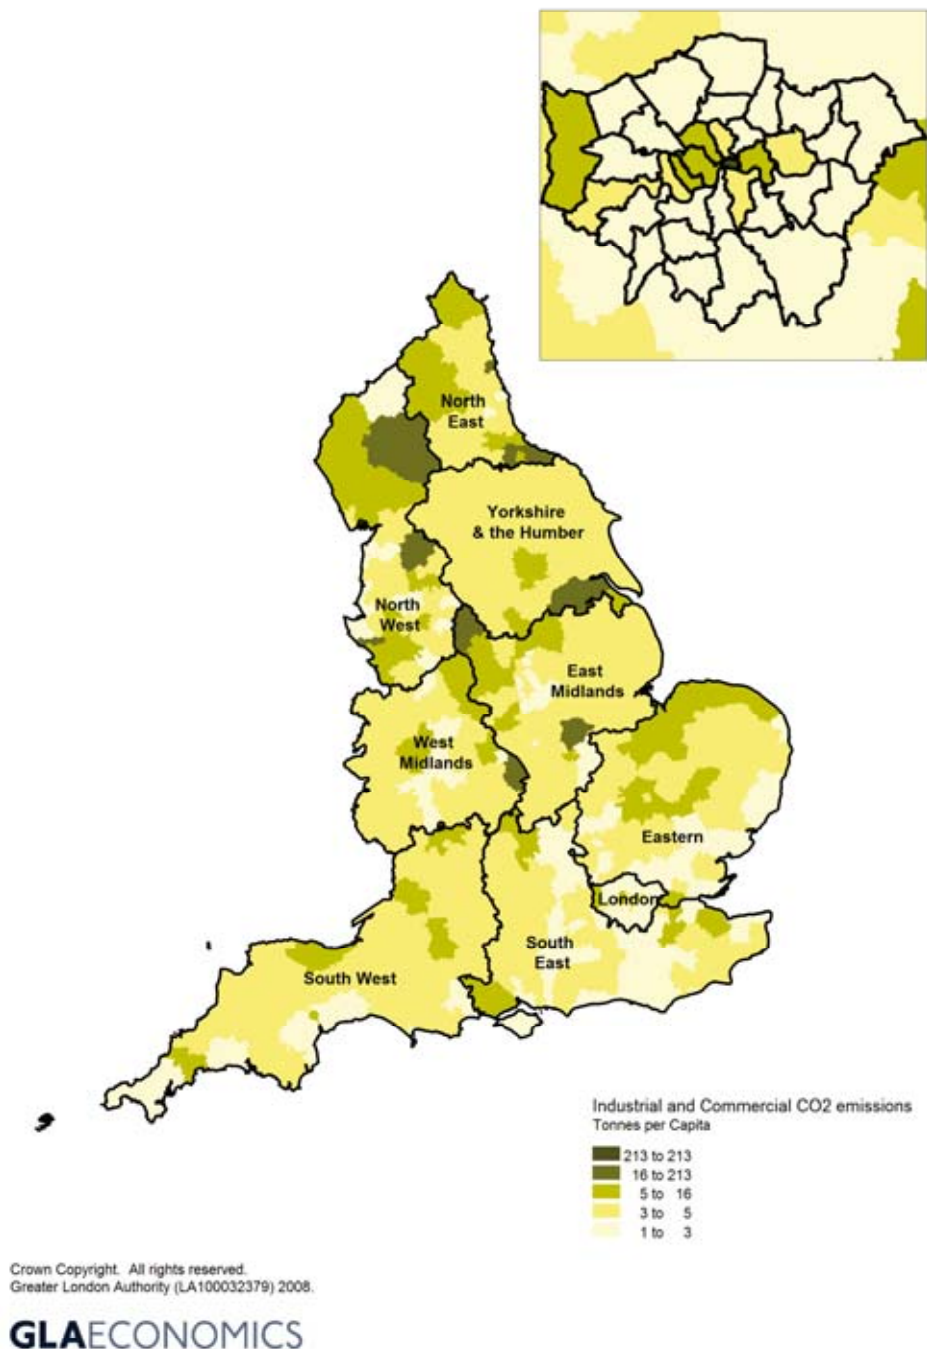 North
East
Yorkshire
& the Humber
North
West
East
Midlands
West
Midlands
Eastern
London
South
East
South West
Industrial and Commercial CO2 emissions
Tonnes per Capita
213 to 213
16 to 213
5 to 16
3 to 5
1 to 3
Crown Copyright. All rights reserved.
Greater London Authority (LA100032379) 2008.
GLAECONOMICS